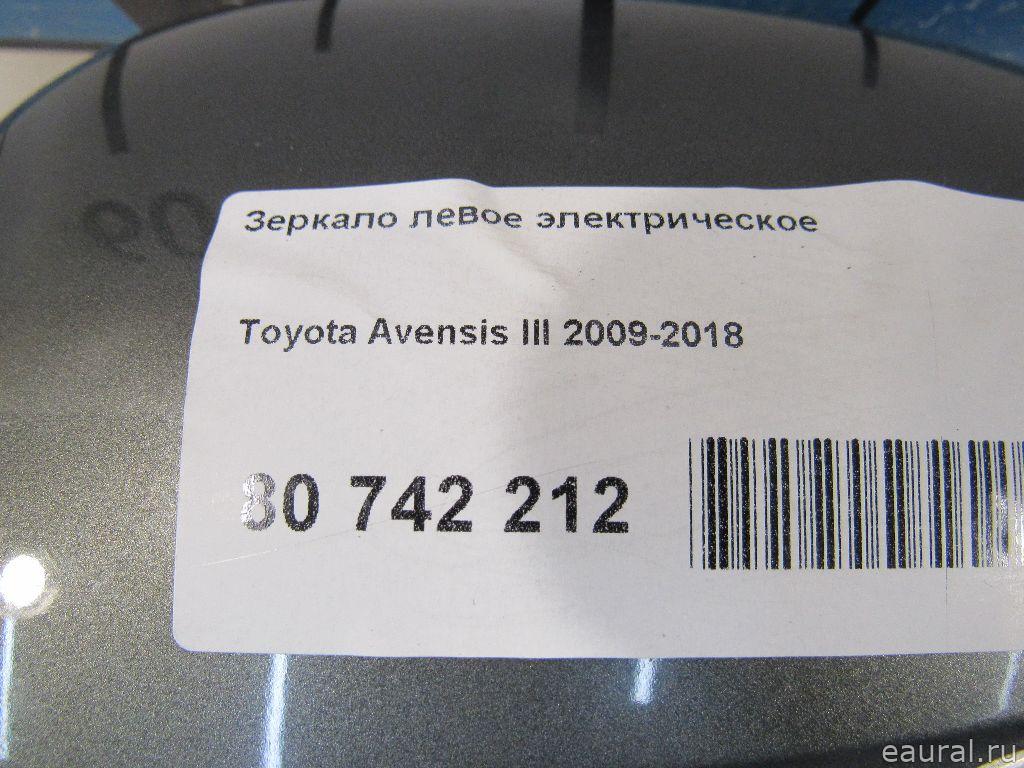 Зеркало левое электрическое
Toyota Avensis III 2009-2018
80 742 212
eaural.ru